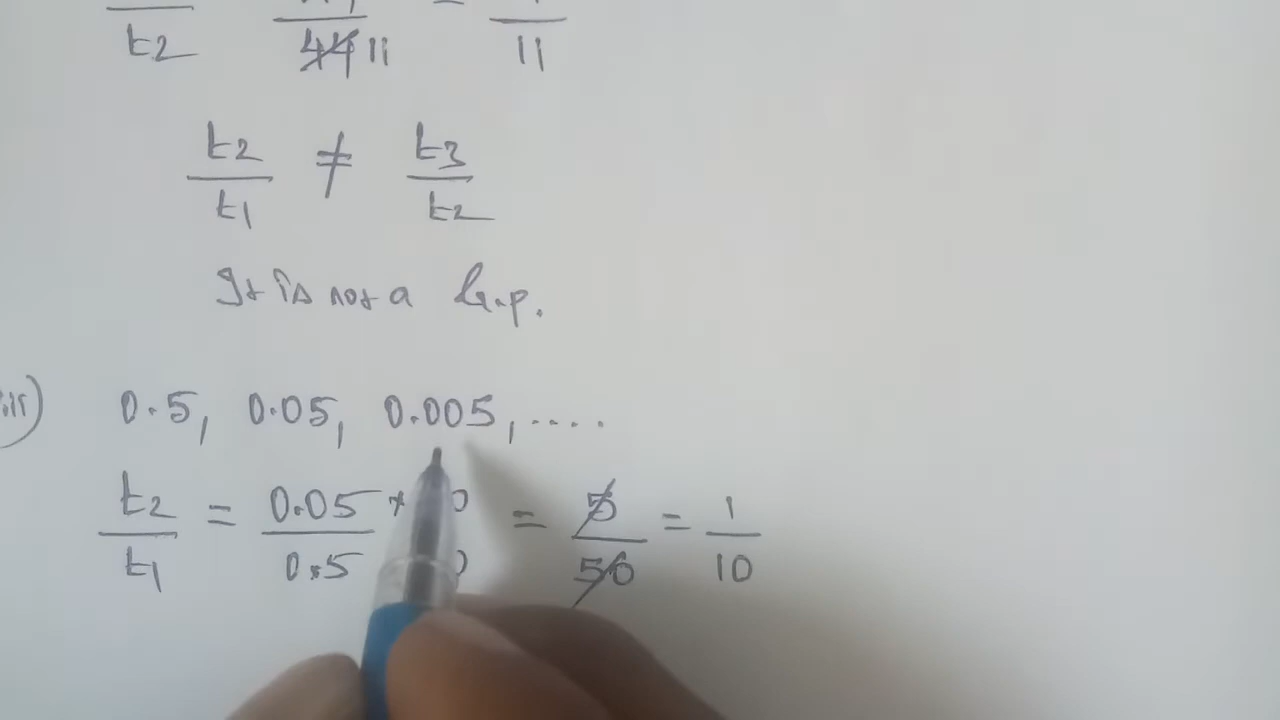 t2 44 11 = 11
t2/t1 ≠ t3/t2
It is not a G.P.
0.5, 0.05, 0.005, ....
t2/t1 = 0.05/0.5 = 5/50 = 1/10